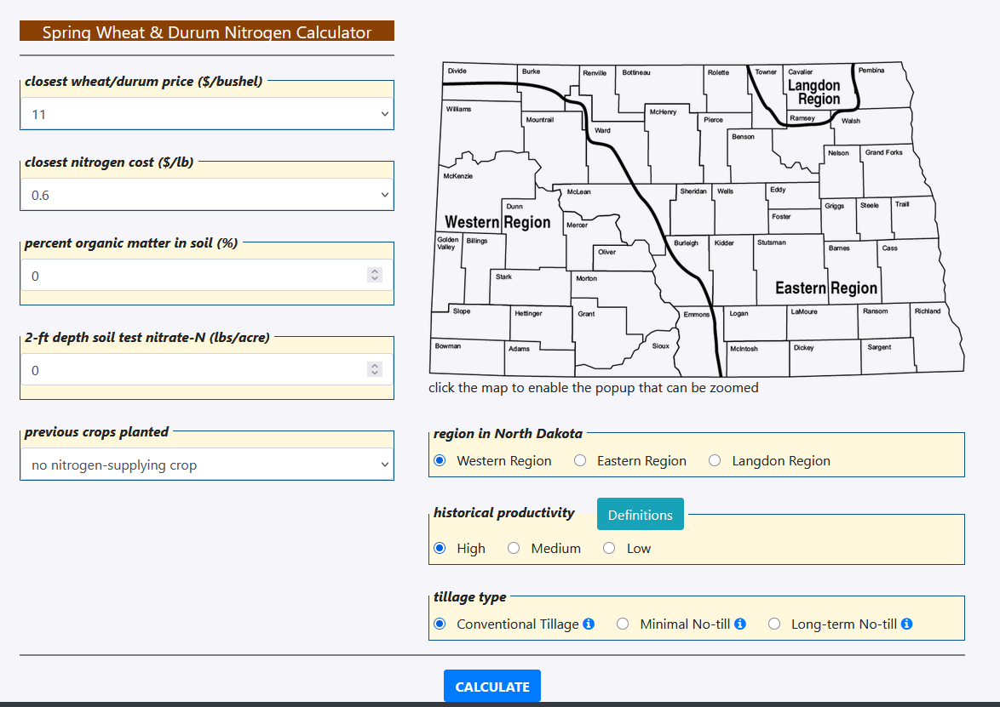 Spring Wheat & Durum Nitrogen Calculator
closest wheat/durum price ($/bushel)
11
closest nitrogen cost ($/lb)
0.6
percent organic matter in soil (%)
0
2-ft depth soil test nitrate-N (lbs/acre)
0
previous crops planted
no nitrogen-supplying crop
Divide
Burke
Renville
Bottineau
Rolette
Towner
Cavalier
Pembina
Langdon
Region
Williams
Mountrail
Ward
McHenry
Pierce
Ramsey
Walsh
Benson
Nelson
Grand Forks
McKenzie
McLean
Sheridan
Wells
Eddy
Dunn
Griggs
Steele
Traill
Foster
Western Region
Mercer
Golden
Valley
Billings
Oliver
Burleigh
Kidder
Stutsman
Barnes
Cass
Stark
Morton
Eastern Region
Slope
Hettinger
Grant
Emmons
Logan
LaMoure
Ransom
Richland
Bowman
Adams
Sioux
McIntosh
Dickey
Sargent
click the map to enable the popup that can be zoomed
region in North Dakota
Western Region
Eastern Region
Langdon Region
historical productivity
Definitions
High
Medium
Low
tillage type
Conventional Tillage
Minimal No-till
Long-term No-till
CALCULATE